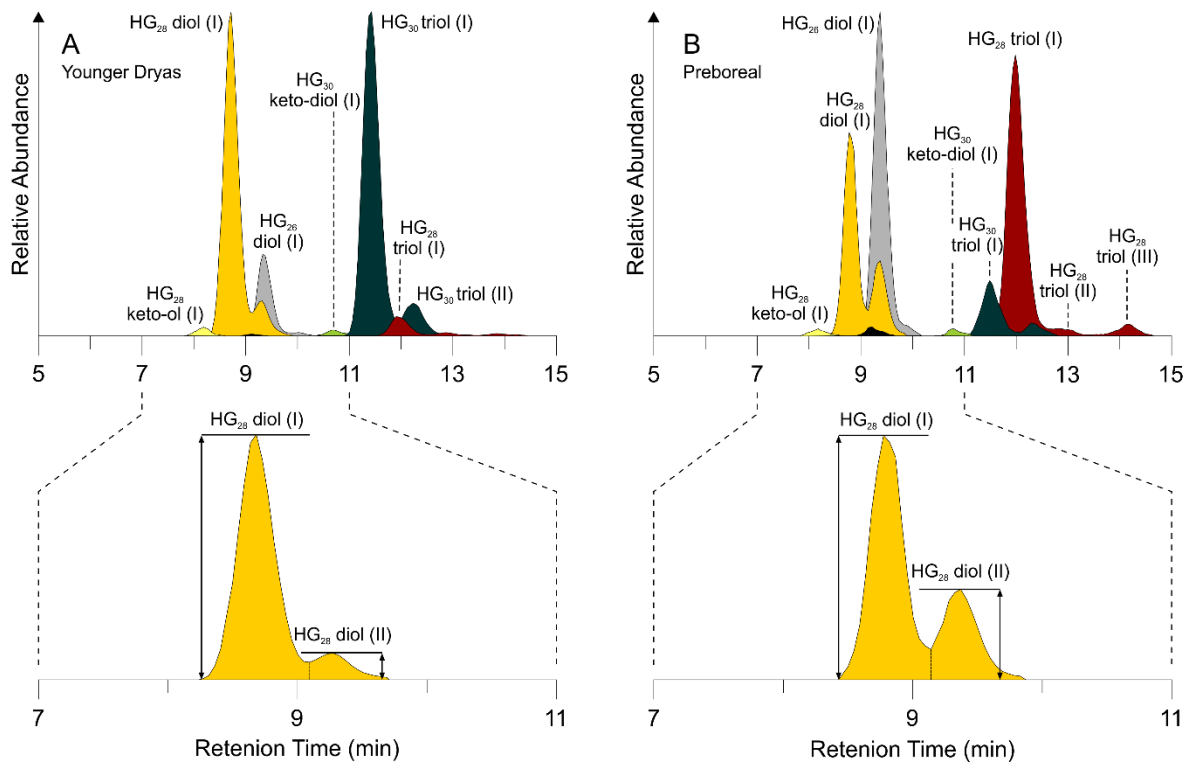 A
Younger Dryas
Relative Abundance
HG₂₈ diol (I)
HG₃₀ triol (I)
HG₃₀
keto-diol (I)
HG₂₆
diol (I)
HG₂₈
triol (I)
HG₃₀ triol (II)
HG₂₈
keto-ol (I)
5
7
9
11
13
15
HG₂₈ diol (I)
HG₂₈ diol (II)
7
9
11
Retenion Time (min)
B
Preboreal
Relative Abundance
HG₂₆ diol (I)
HG₂₈ triol (I)
HG₂₈
diol (I)
HG₃₀
keto-diol (I)
HG₃₀
triol (I)
HG₂₈
triol (III)
HG₂₈
triol (II)
HG₂₈
keto-ol (I)
5
7
9
11
13
15
HG₂₈ diol (I)
HG₂₈ diol (II)
7
9
11
Retenion Time (min)